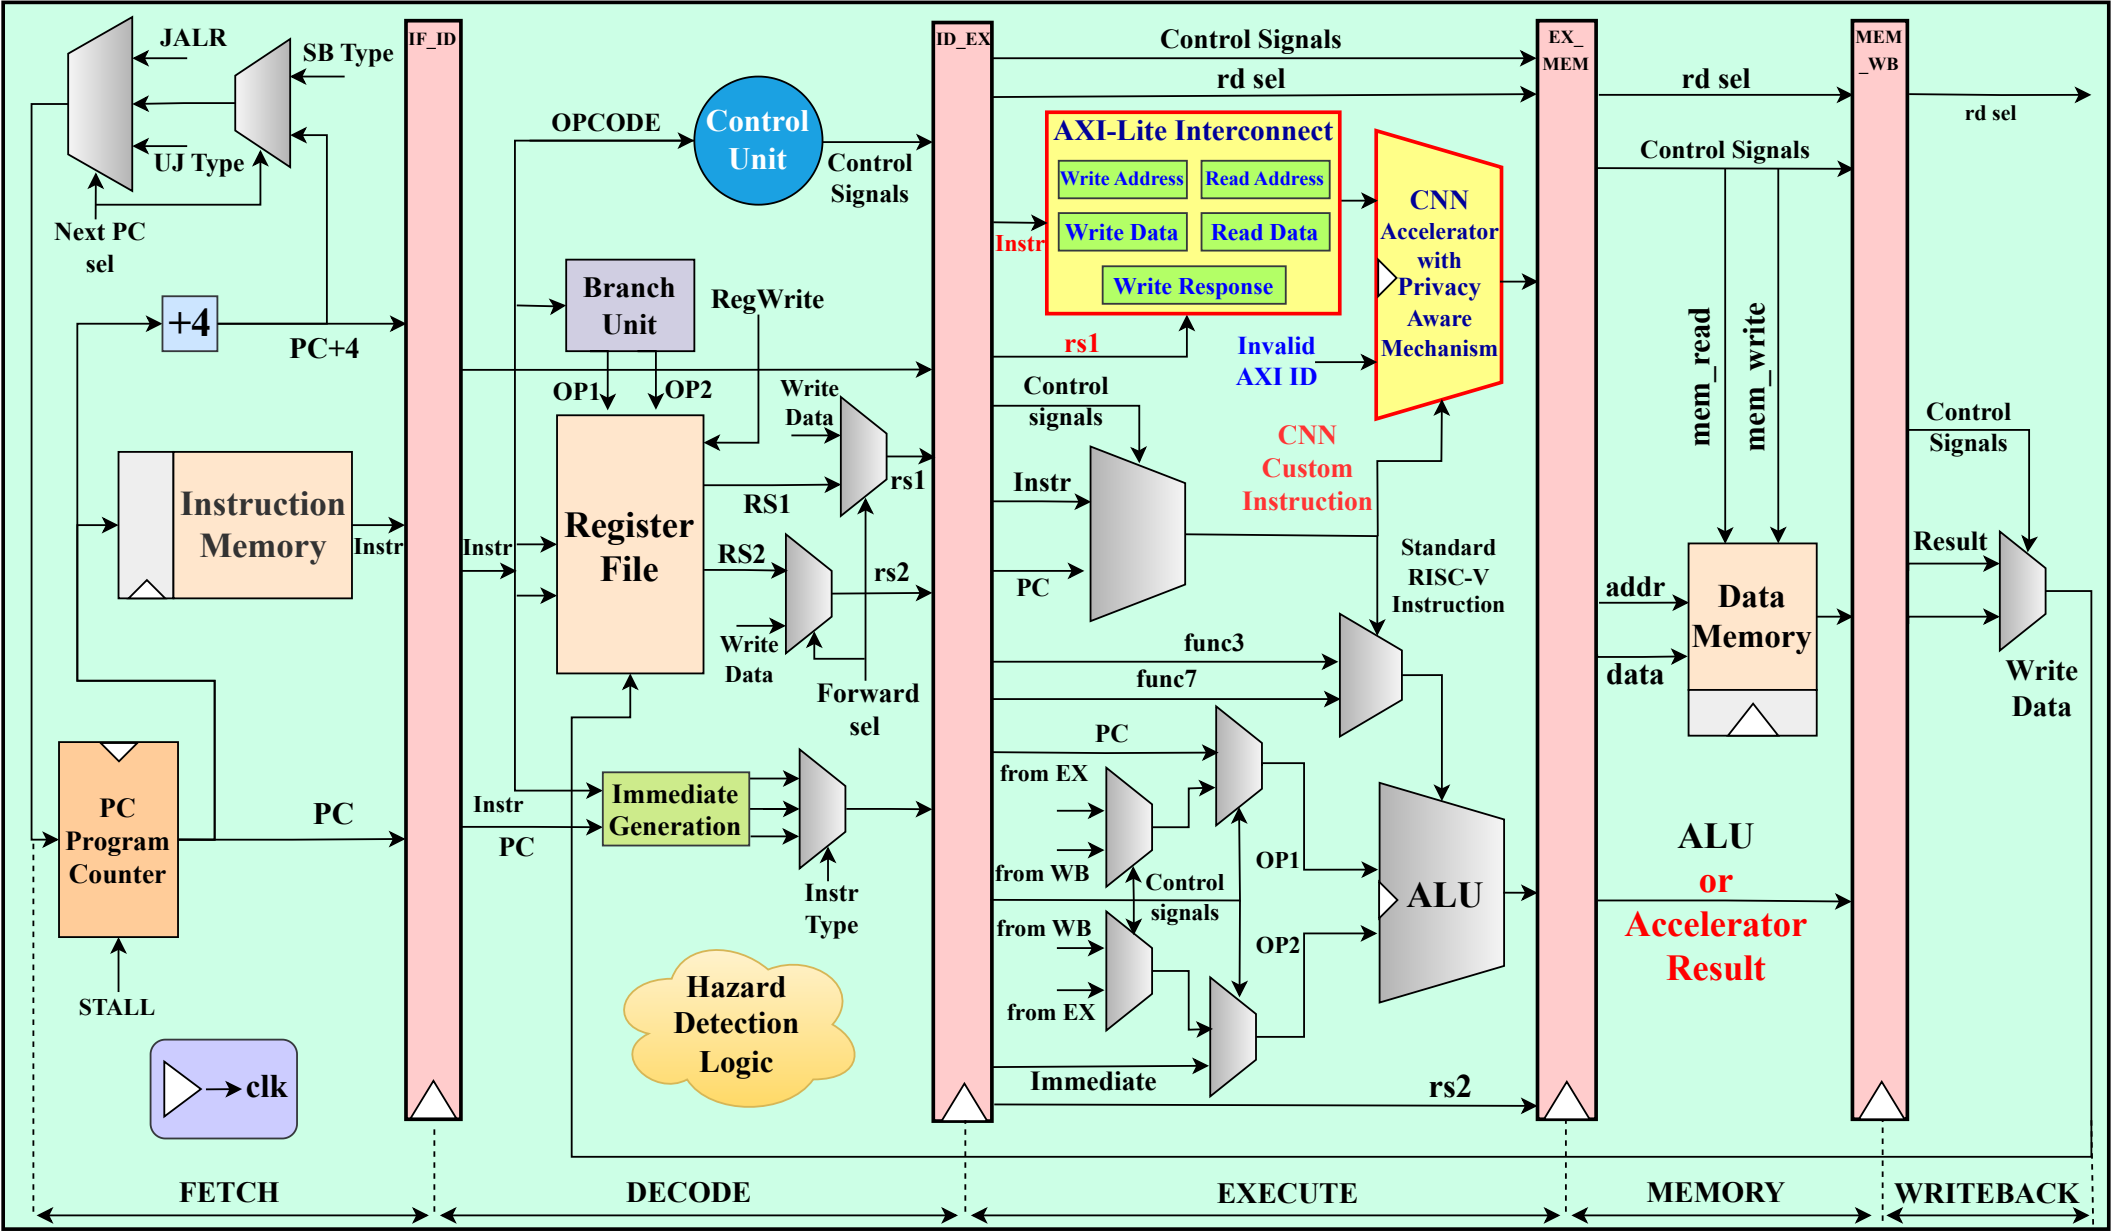 JALR
SB Type
UJ Type
Next PC
sel
+4
PC+4
Instruction
Memory
Instr
PC
Program
Counter
PC
STALL
clk
IF_ID
OPCODE
Control
Unit
Control
Signals
Branch
Unit
RegWrite
OP1
OP2
Write
Data
Register
File
RS1
rs1
RS2
rs2
Instr
Write
Data
Forward
sel
Instr
PC
Immediate
Generation
Instr
Type
Hazard
Detection
Logic
ID_EX
Control Signals
rd sel
AXI-Lite Interconnect
Write Address
Read Address
Write Data
Read Data
Write Response
Instr
rs1
Invalid
AXI ID
CNN
Accelerator
with
Privacy
Aware
Mechanism
Control
signals
Instr
PC
CNN
Custom
Instruction
Standard
RISC-V
Instruction
func3
func7
PC
from EX
from WB
Control
signals
from WB
from EX
OP1
OP2
ALU
Immediate
rs2
EX_
MEM
rd sel
Control Signals
mem_read
mem_write
addr
data
Data
Memory
ALU
or
Accelerator
Result
MEM
_WB
rd sel
Control
Signals
Result
Write
Data
FETCH
DECODE
EXECUTE
MEMORY
WRITEBACK